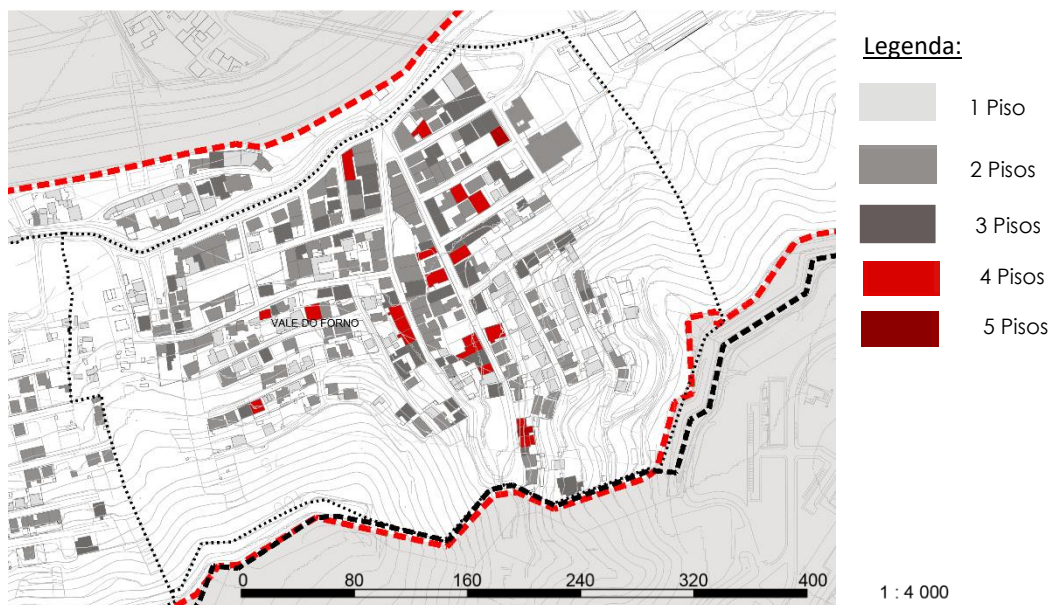 Legenda:
1 Piso
2 Pisos
3 Pisos
4 Pisos
5 Pisos
VALE DO FORNO
0 80 160 240 320 400
1 : 4 000